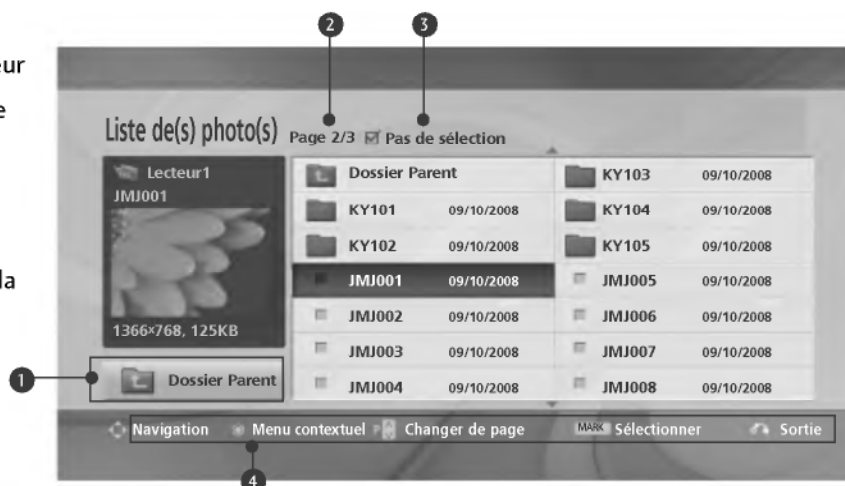 2 3
eur
e
la
Liste de(s) photo(s) Page 2/3 Pas de sélection
Lecteur1
JMJ001
1366x768, 125KB
1 Dossier Parent
Dossier Parent KY103 09/10/2008
KY101 09/10/2008 KY104 09/10/2008
KY102 09/10/2008 KY105 09/10/2008
JMJ001 09/10/2008 JMJ005 09/10/2008
JMJ002 09/10/2008 JMJ006 09/10/2008
JMJ003 09/10/2008 JMJ007 09/10/2008
JMJ004 09/10/2008 JMJ008 09/10/2008
Navigation Menu contextuel P Changer de page MARK Sélectionner Sortie
4